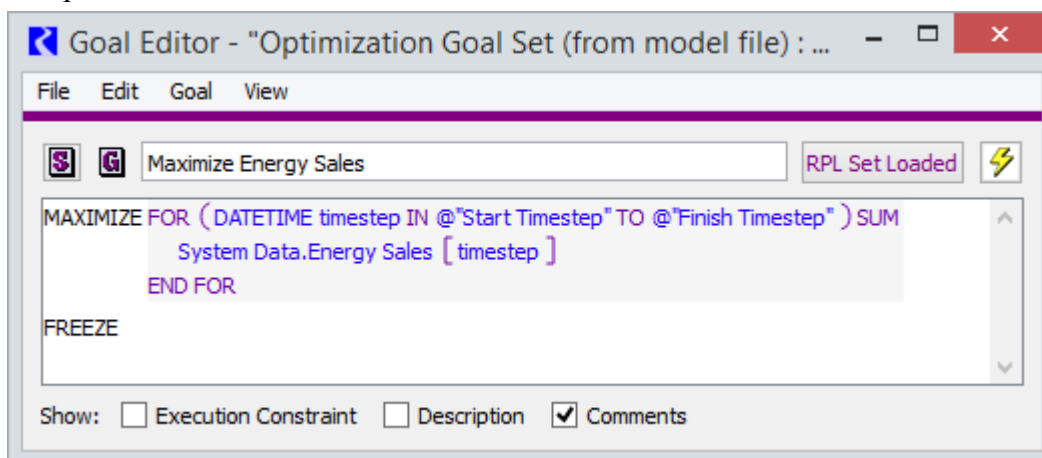 Goal Editor - "Optimization Goal Set (from model file) : ...
File Edit Goal View
S G Maximize Energy Sales RPL Set Loaded
MAXIMIZE FOR ( DATETIME timestep IN @"Start Timestep" TO @"Finish Timestep" ) SUM
System Data.Energy Sales [ timestep ]
END FOR
FREEZE
Show: Execution Constraint Description Comments